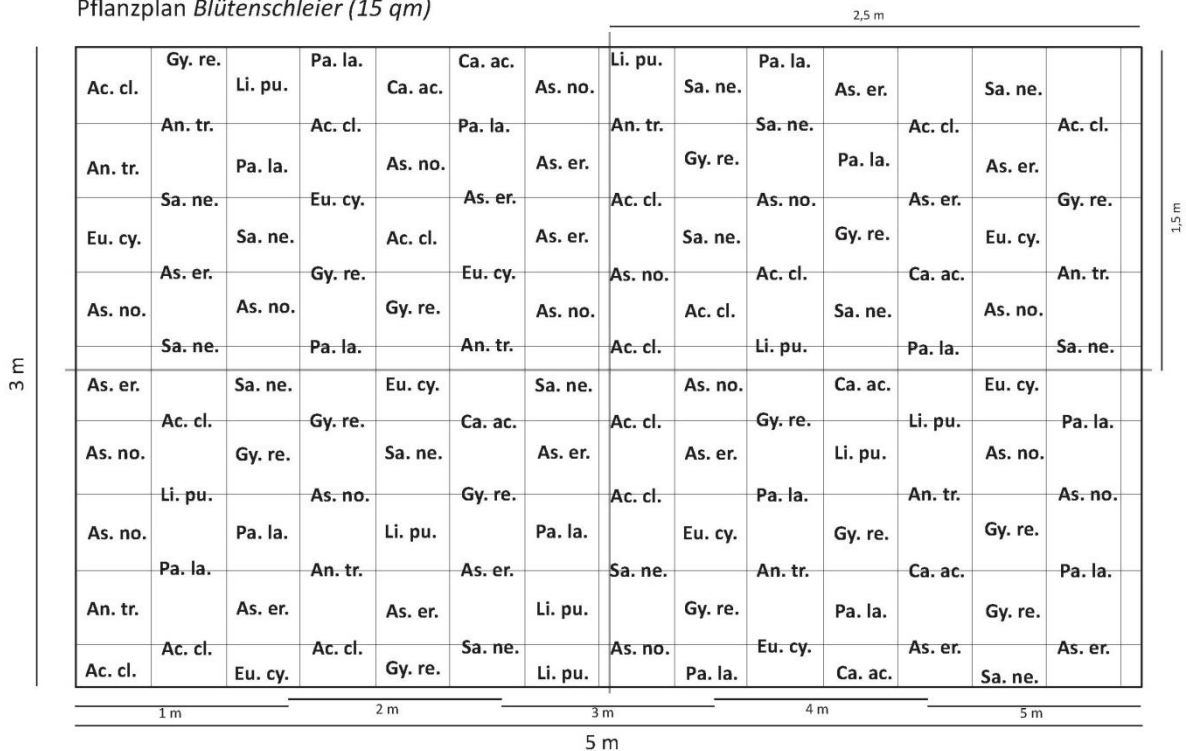 Pflanzplan Blütenschleier (15 qm)
2,5 m
Gy. re. Pa. la. Ca. ac. Li. pu. Pa. la.
Ac. cl. Li. pu. Ca. ac. As. no. Sa. ne. As. er. Sa. ne.
An. tr. Ac. cl. Pa. la. An. tr. Sa. ne. Ac. cl. Ac. cl.
An. tr. Pa. la. As. no. As. er. Gy. re. Pa. la. As. er.
Sa. ne. Eu. cy. As. er. Ac. cl. As. no. As. er. Gy. re.
1,5 m
Eu. cy. Sa. ne. Ac. cl. As. er. Sa. ne. Gy. re. Eu. cy.
As. er. Gy. re. Eu. cy. As. no. Ac. cl. Ca. ac. An. tr.
As. no. As. no. Gy. re. As. no. Ac. cl. Sa. ne. As. no.
Sa. ne. Pa. la. An. tr. Ac. cl. Li. pu. Pa. la. Sa. ne.
3 m
As. er. Sa. ne. Eu. cy. Sa. ne. As. no. Ca. ac. Eu. cy.
Ac. cl. Gy. re. Ca. ac. Ac. cl. Gy. re. Li. pu. Pa. la.
As. no. Gy. re. Sa. ne. As. er. As. er. Li. pu. As. no.
Li. pu. As. no. Gy. re. Ac. cl. Pa. la. An. tr. As. no.
As. no. Pa. la. Li. pu. Pa. la. Eu. cy. Gy. re. Gy. re.
Pa. la. An. tr. As. er. Sa. ne. An. tr. Ca. ac. Pa. la.
An. tr. As. er. As. er. Li. pu. Gy. re. Pa. la. Gy. re.
Ac. cl. Ac. cl. Sa. ne. As. no. Eu. cy. As. er. As. er.
Ac. cl. Eu. cy. Gy. re. Li. pu. Pa. la. Ca. ac. Sa. ne.
1 m 2 m 3 m 4 m 5 m
5 m